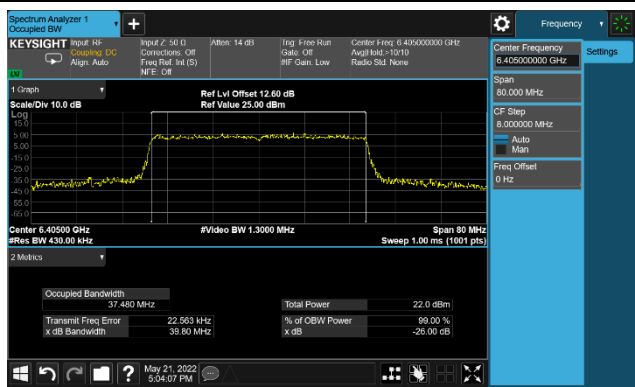 Spectrum Analyzer 1
Occupied BW
+
Frequency
KEYSIGHT Input: RF
Coupling: DC
Align: Auto
Input Z: 50 Ω
Corrections: Off
Freq Ref: Int (S)
NFE: Off
Atten: 14 dB
Trig: Free Run
Gate: Off
#IF Gain: Low
Center Freq: 6.405000000 GHz
Avg|Hold:>10/10
Radio Std: None
LXI
Center Frequency
6.405000000 GHz
Settings
Span
80.000 MHz
CF Step
8.000000 MHz
Auto
Man
Freq Offset
0 Hz
1 Graph
Scale/Div 10.0 dB
Ref Lvl Offset 12.60 dB
Ref Value 25.00 dBm
Log
15.0
5.00
-5.00
-15.0
-25.0
-35.0
-45.0
-55.0
-65.0
Center 6.40500 GHz
#Res BW 430.00 kHz
#Video BW 1.3000 MHz
Span 80 MHz
Sweep 1.00 ms (1001 pts)
2 Metrics
Occupied Bandwidth
37.480 MHz
Total Power 22.0 dBm
Transmit Freq Error 22.563 kHz
% of OBW Power 99.00 %
x dB Bandwidth 39.80 MHz
x dB -26.00 dB
?
May 21, 2022
5:04:07 PM